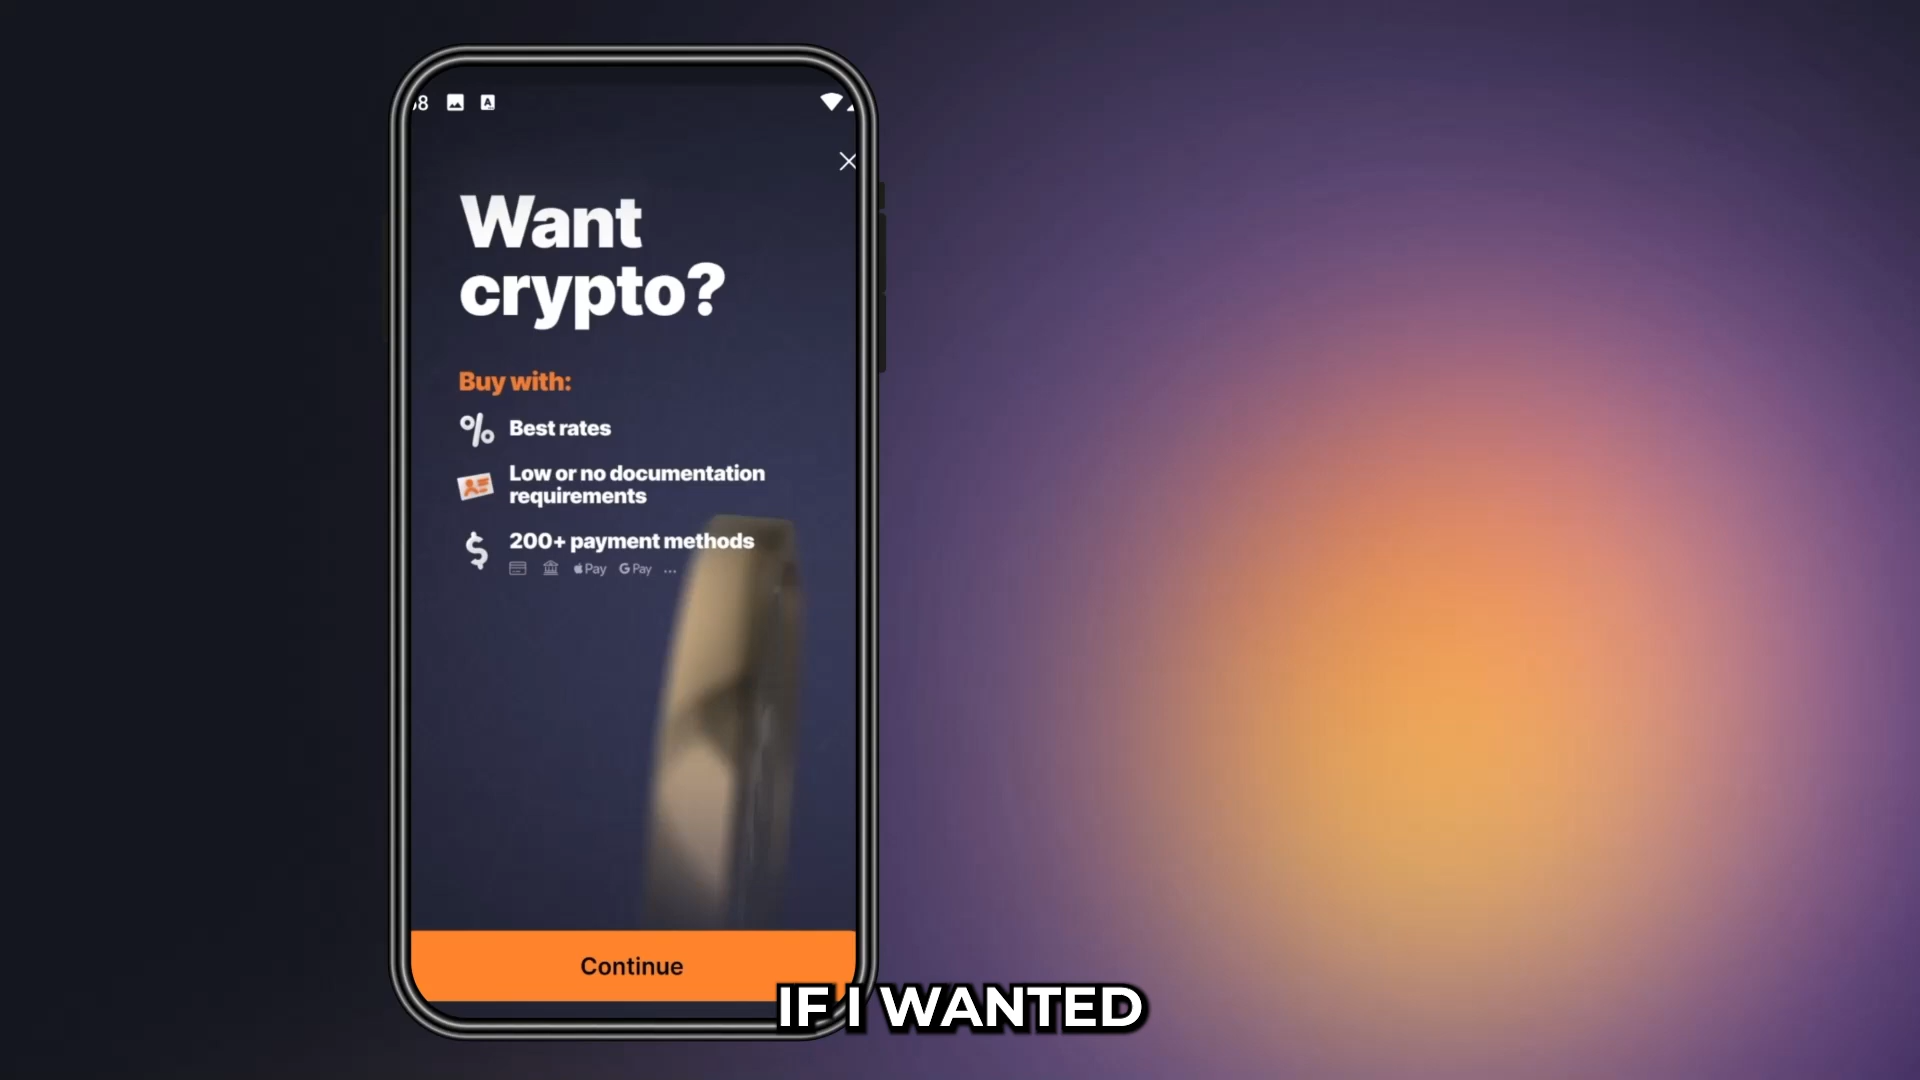 8
Want
crypto?
Buy with:
Best rates
Low or no documentation
requirements
200+ payment methods
Pay G Pay ...
Continue
IF I WANTED